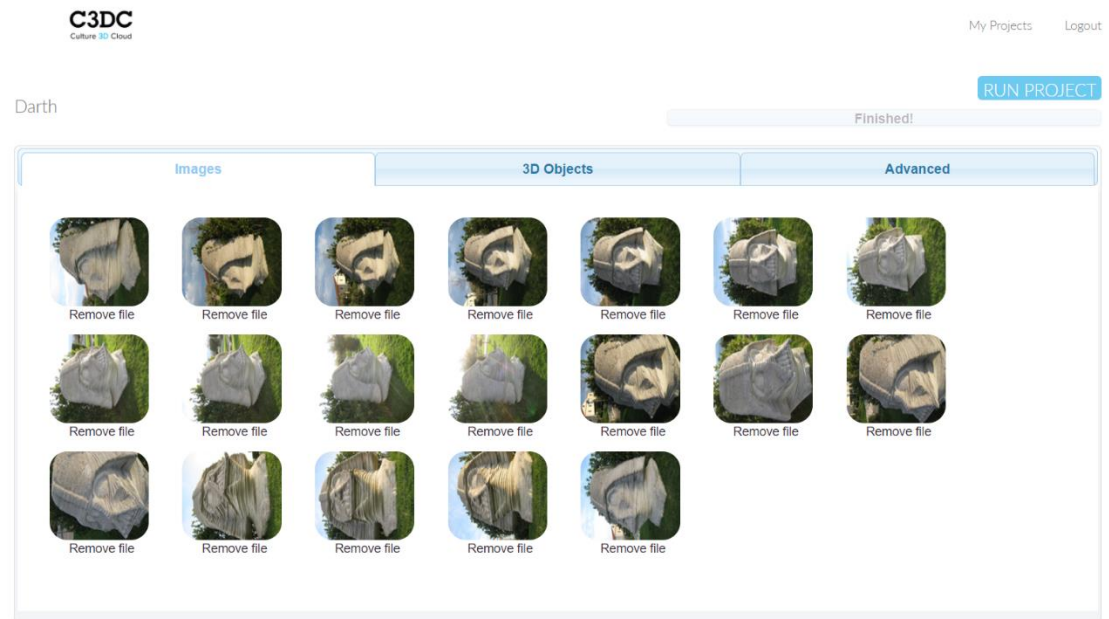 C3DC
Culture 3D Cloud
My Projects Logout
RUN PROJECT
Darth
Finished!
Images 3D Objects Advanced
Remove file Remove file Remove file Remove file Remove file Remove file Remove file
Remove file Remove file Remove file Remove file Remove file Remove file Remove file
Remove file Remove file Remove file Remove file Remove file